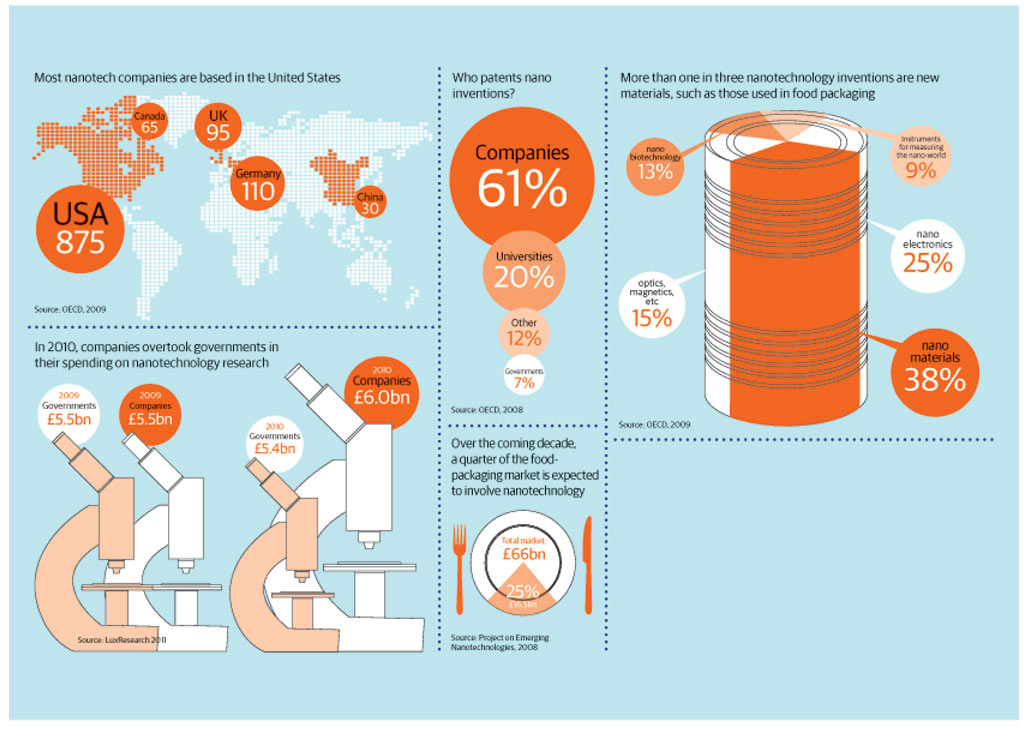 Most nanotech companies are based in the United States
Canada
65
UK
95
Germany
110
China
30
USA
875
Source: OECD, 2009
In 2010, companies overtook governments in
their spending on nanotechnology research
2009
Governments
£5.5bn
2009
Companies
£5.5bn
2010
Governments
£5.4bn
2010
Companies
£6.0bn
Source: LuxResearch 2011
Who patents nano
inventions?
Companies
61%
Universities
20%
Other
12%
Governments
7%
Source: OECD, 2008
Over the coming decade,
a quarter of the food-
packaging market is expected
to involve nanotechnology
Total market:
£66bn
25%
£16.5bn
Source: Project on Emerging
Nanotechnologies, 2008
More than one in three nanotechnology inventions are new
materials, such as those used in food packaging
nano
biotechnology
13%
Instruments
for measuring
the nano-world
9%
nano
electronics
25%
optics,
magnetics,
etc
15%
nano
materials
38%
Source: OECD, 2009